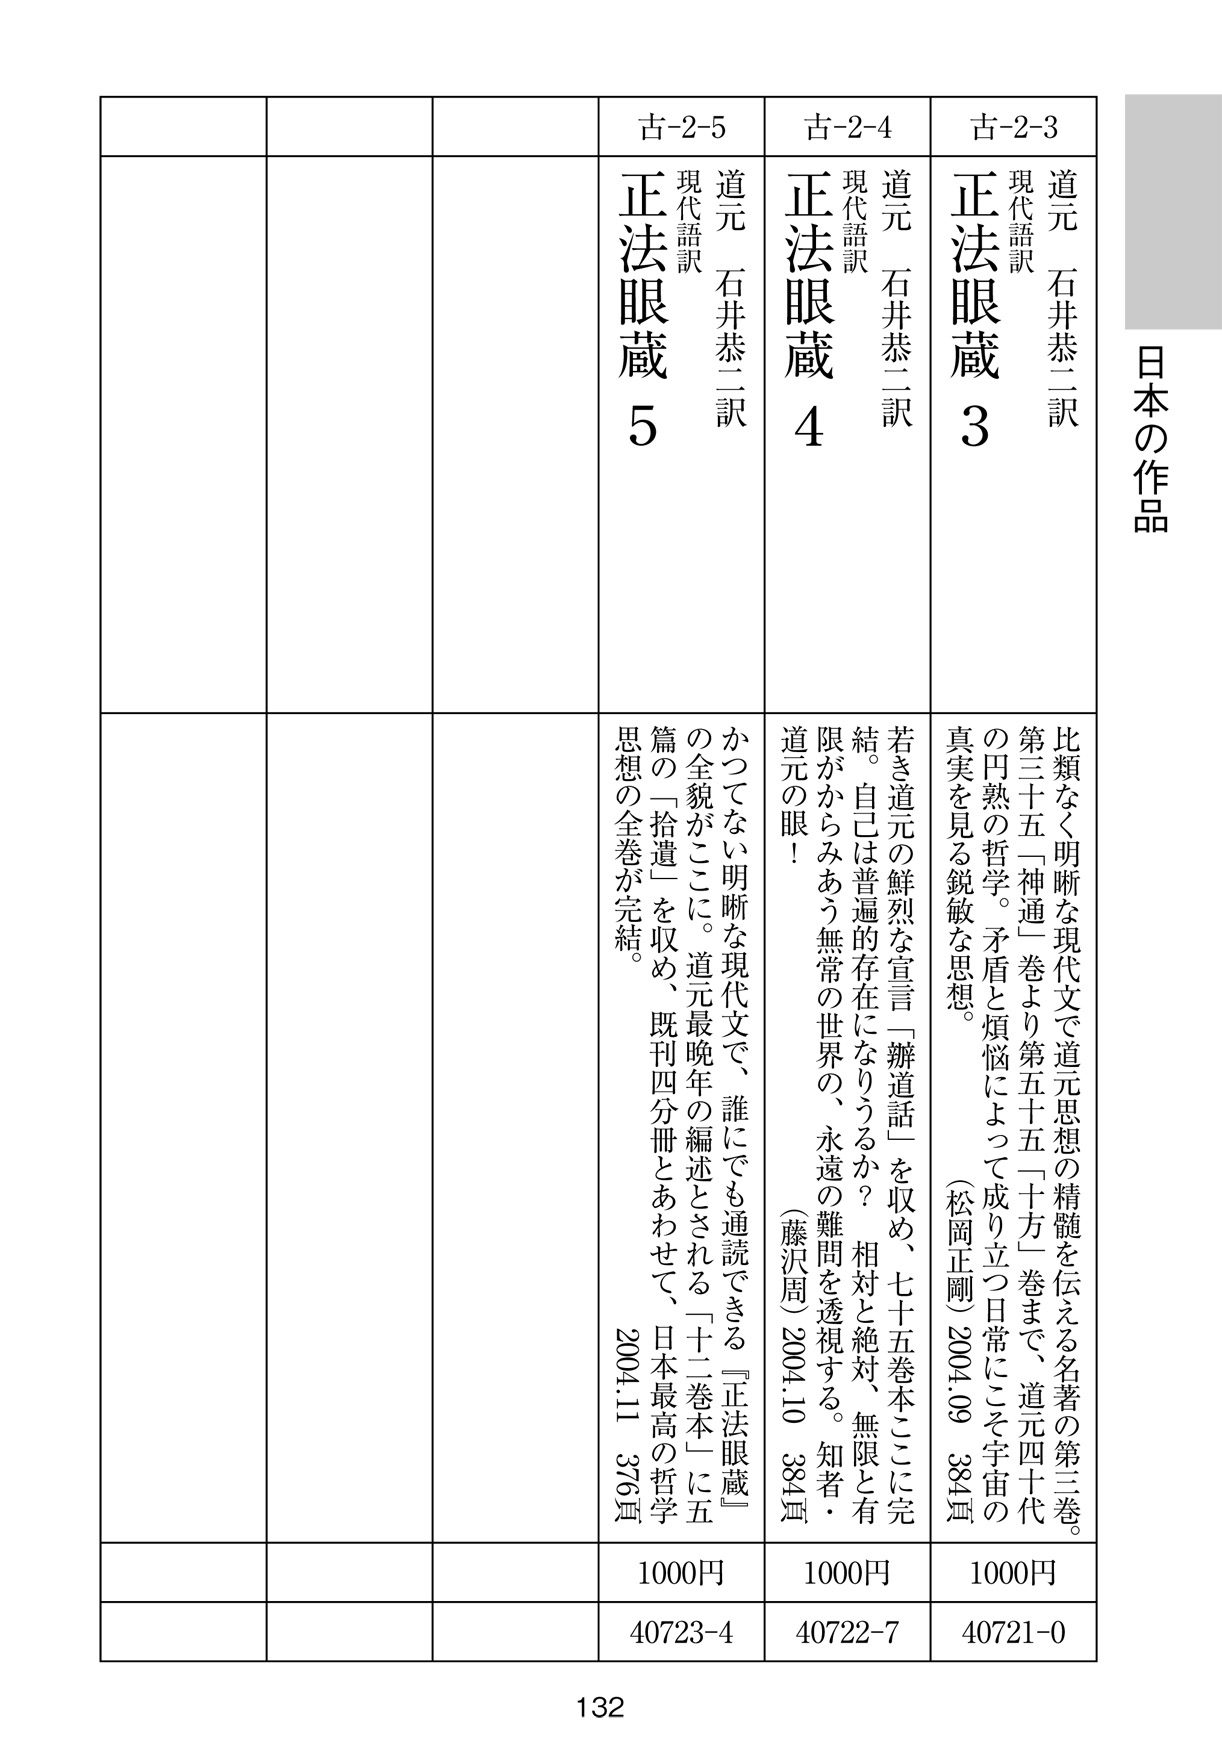 日本の作品
古-2-3
道元　石井恭二訳
現代語訳
正法眼蔵 3
比類なく明晰な現代文で道元思想の精髄を伝える名著の第三巻。
第三十五「神通」巻より第五十五「十方」巻まで、道元四十代
の円熟の哲学。矛盾と煩悩によって成り立つ日常にこそ宇宙の
真実を見る鋭敏な思想。　（松岡正剛）2004.09　384頁
1000円
40721-0
古-2-4
道元　石井恭二訳
現代語訳
正法眼蔵 4
若き道元の鮮烈な宣言「辦道話」を収め、七十五巻本ここに完
結。自己は普遍的存在になりうるか？　相対と絶対、無限と有
限がからみあう無常の世界の、永遠の難問を透視する。知者・
道元の眼！　（藤沢周）2004.10　384頁
1000円
40722-7
古-2-5
道元　石井恭二訳
現代語訳
正法眼蔵 5
かつてない明晰な現代文で、誰にでも通読できる『正法眼蔵』
の全貌がここに。道元最晩年の編述とされる「十二巻本」に五
篇の「拾遺」を収め、既刊四分冊とあわせて、日本最高の哲学
思想の全巻が完結。　2004.11　376頁
1000円
40723-4
132